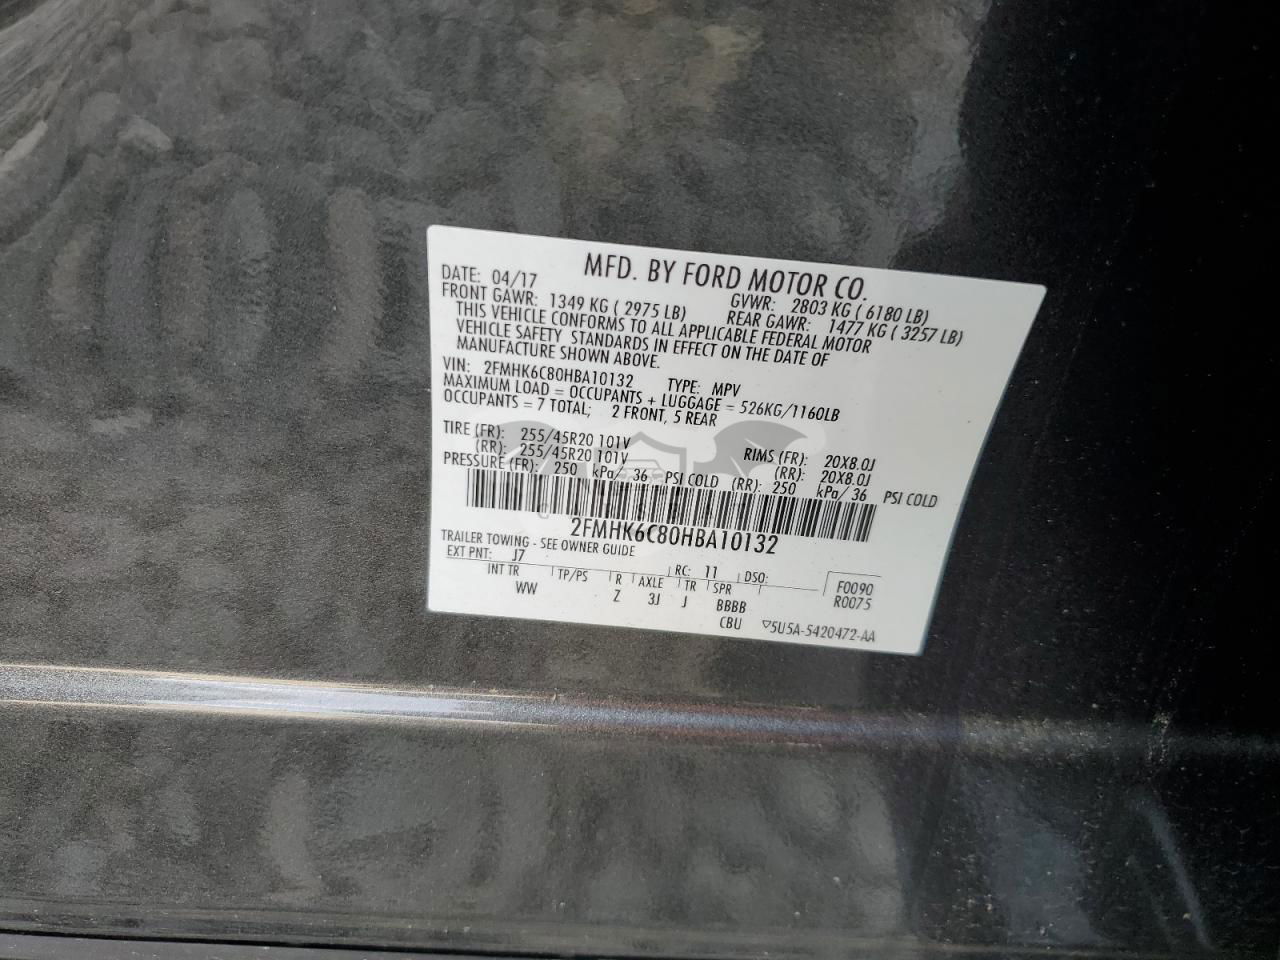 MFD. BY FORD MOTOR CO.
DATE: 04/17 GVWR: 2803 KG ( 6180 LB)
FRONT GAWR: 1349 KG ( 2975 LB) REAR GAWR: 1477 KG ( 3257 LB)
THIS VEHICLE CONFORMS TO ALL APPLICABLE FEDERAL MOTOR
VEHICLE SAFETY STANDARDS IN EFFECT ON THE DATE OF
MANUFACTURE SHOWN ABOVE.
VIN: 2FMHK6C80HBA10132 TYPE: MPV
MAXIMUM LOAD = OCCUPANTS + LUGGAGE = 526KG/1160LB
OCCUPANTS = 7 TOTAL; 2 FRONT, 5 REAR
TIRE (FR): 255/45R20 101V RIMS (FR): 20X8.0J
(RR): 255/45R20 101V (RR): 20X8.0J
PRESSURE (FR): 250 kPa/ 36 PSI COLD (RR): 250 kPa/ 36 PSI COLD
2FMHK6C80HBA10132
TRAILER TOWING - SEE OWNER GUIDE
EXT PNT: J7 RC: 11 DSO: F0090
INT TR TP/PS R AXLE TR SPR R0075
WW Z 3J J BBBB
CBU 5U5A-5420472-AA